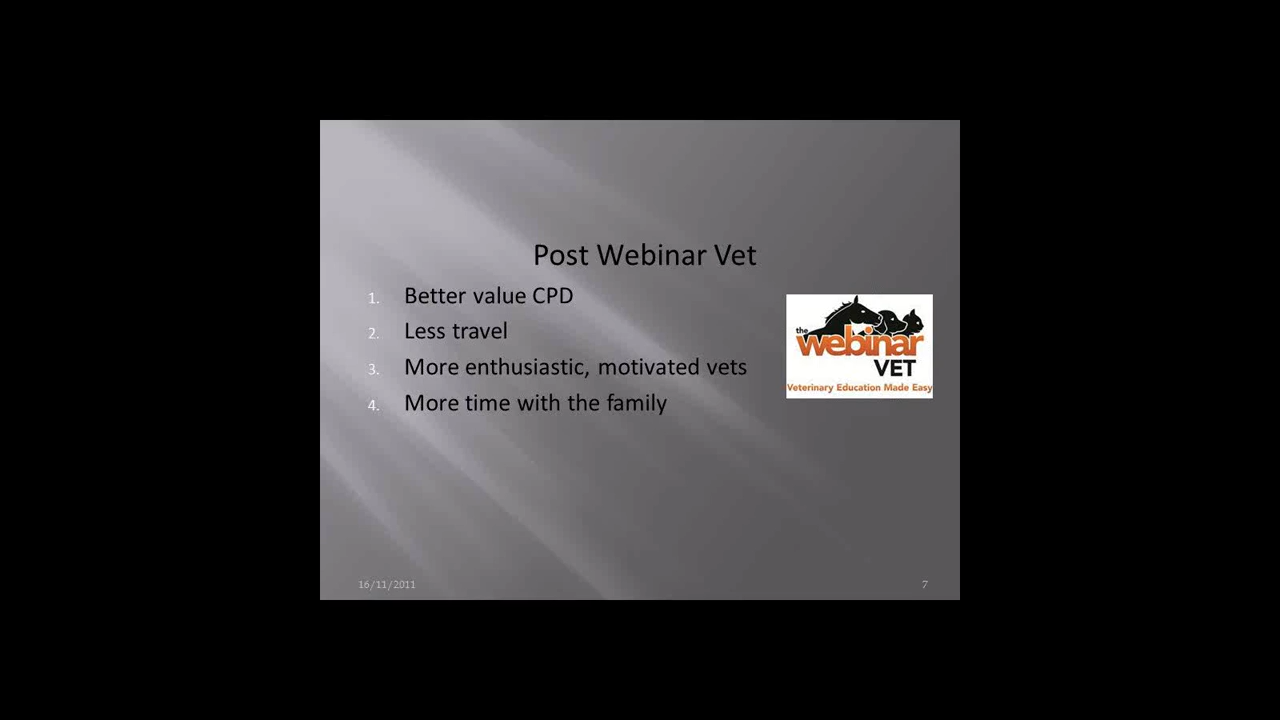 Post Webinar Vet
1. Better value CPD
2. Less travel
3. More enthusiastic, motivated vets
4. More time with the family
the
webinar
VET
Veterinary Education Made Easy
16/11/2011
7